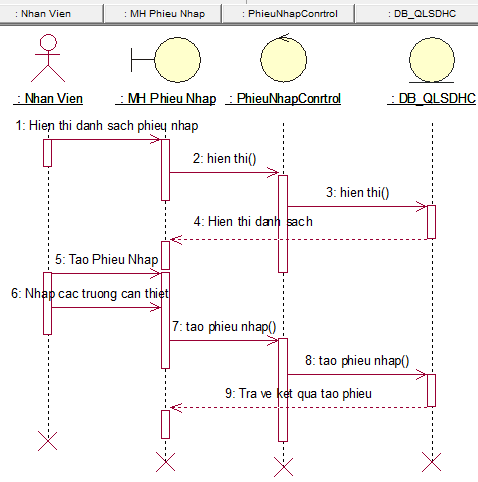 : Nhan Vien
: MH Phieu Nhap
: PhieuNhapConrtrol
: DB_QLSDHC
: Nhan Vien
: MH Phieu Nhap
: PhieuNhapConrtrol
: DB_QLSDHC
1: Hien thi danh sach phieu nhap
2: hien thi()
3: hien thi()
4: Hien thi danh sach
5: Tao Phieu Nhap
6: Nhap cac truong can thiet
7: tao phieu nhap()
8: tao phieu nhap()
9: Tra ve ket qua tao phieu